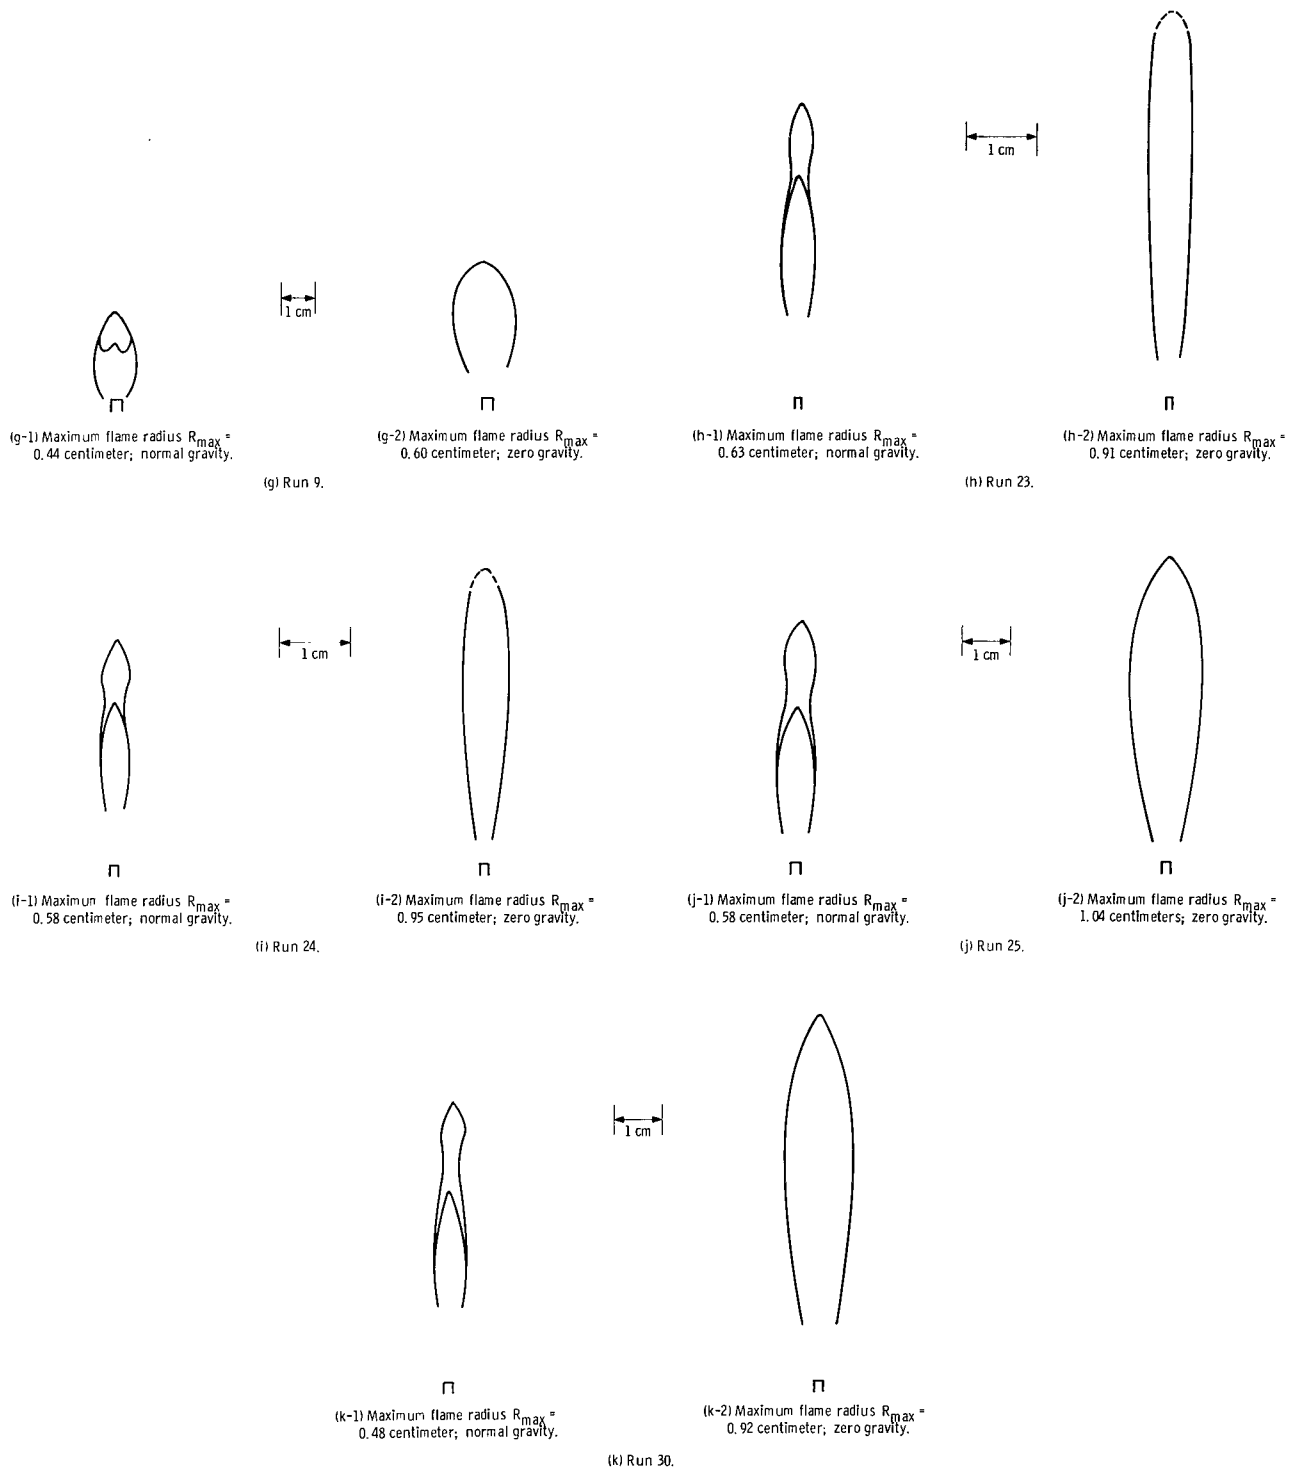 1 cm
1 cm
(g-1) Maximum flame radius Rmax =
0.44 centimeter; normal gravity.
(g-2) Maximum flame radius Rmax =
0.60 centimeter; zero gravity.
(h-1) Maximum flame radius Rmax =
0.63 centimeter; normal gravity.
(h-2) Maximum flame radius Rmax =
0.91 centimeter; zero gravity.
(g) Run 9.
(h) Run 23.
1 cm
1 cm
(i-1) Maximum flame radius Rmax =
0.58 centimeter; normal gravity.
(i-2) Maximum flame radius Rmax =
0.95 centimeter; zero gravity.
(j-1) Maximum flame radius Rmax =
0.58 centimeter; normal gravity.
(j-2) Maximum flame radius Rmax =
1.04 centimeters; zero gravity.
(i) Run 24.
(j) Run 25.
1 cm
(k-1) Maximum flame radius Rmax =
0.48 centimeter; normal gravity.
(k-2) Maximum flame radius Rmax =
0.92 centimeter; zero gravity.
(k) Run 30.